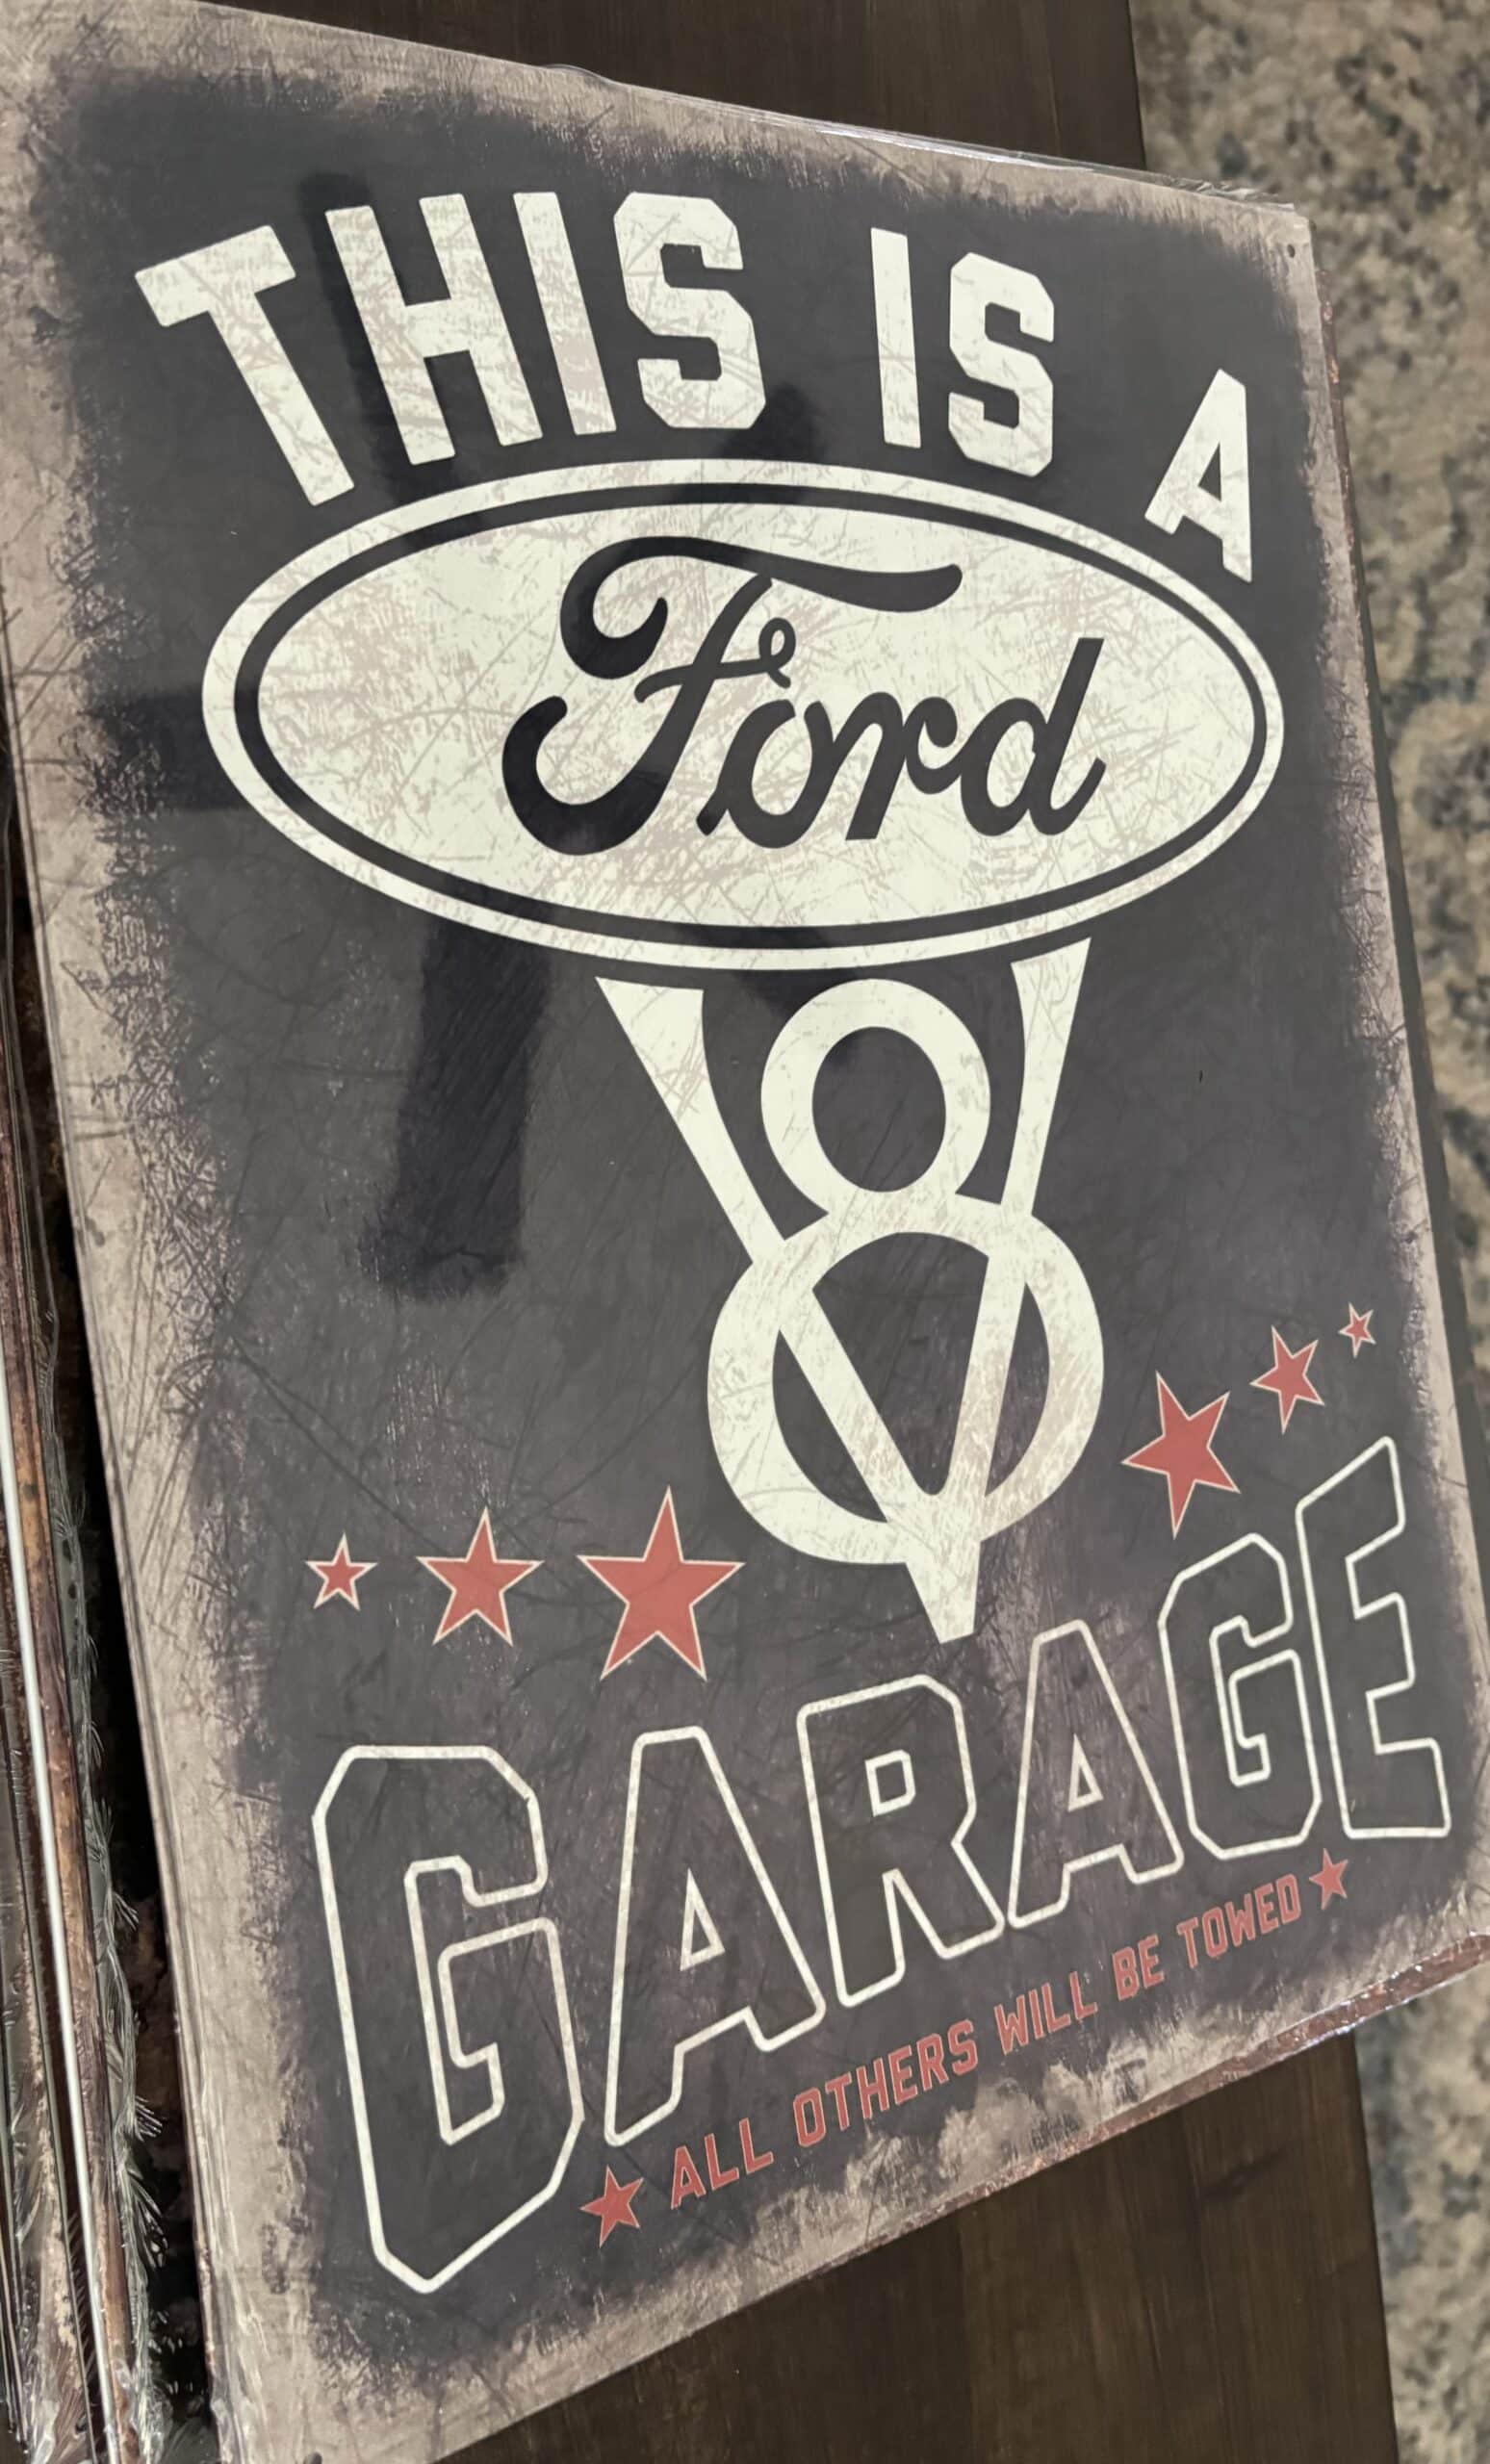 THIS IS A
Ford
V8
GARAGE
ALL OTHERS WILL BE TOWED